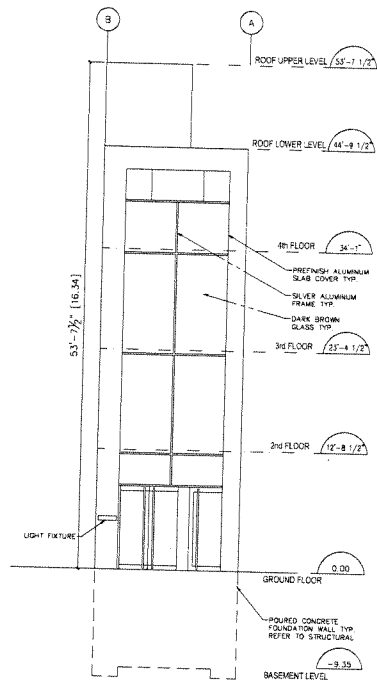 B
A
ROOF UPPER LEVEL 53'-7 1/2"
ROOF LOWER LEVEL 44'-9 1/2"
4th FLOOR 34'-1"
PREFINISH ALUMINUM
SLAB COVER TYP.
SILVER ALUMINUM
FRAME TYP.
DARK BROWN
GLASS TYP.
53'-7½" [16.34]
3rd FLOOR 23'-4 1/2"
2nd FLOOR 12'-8 1/2"
LIGHT FIXTURE
0.00
GROUND FLOOR
POURED CONCRETE
FOUNDATION WALL TYP.
REFER TO STRUCTURAL
-9.35
BASEMENT LEVEL